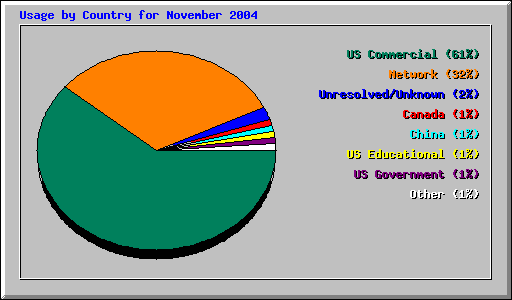 Usage by Country for November 2004
US Commercial (61%)
Network (32%)
Unresolved/Unknown (2%)
Canada (1%)
China (1%)
US Educational (1%)
US Government (1%)
Other (1%)